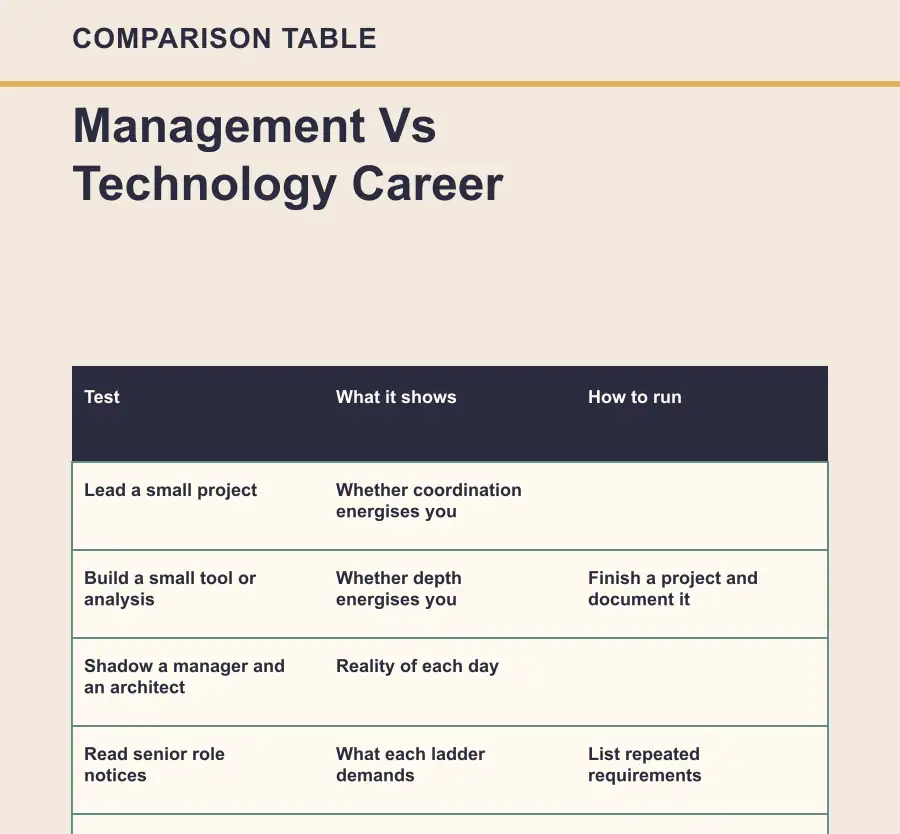 COMPARISON TABLE
Management Vs
Technology Career
Test What it shows How to run
Lead a small project Whether coordination
energises you
Build a small tool or Whether depth Finish a project and
analysis energises you document it
Shadow a manager and Reality of each day
an architect
Read senior role What each ladder List repeated
notices demands requirements